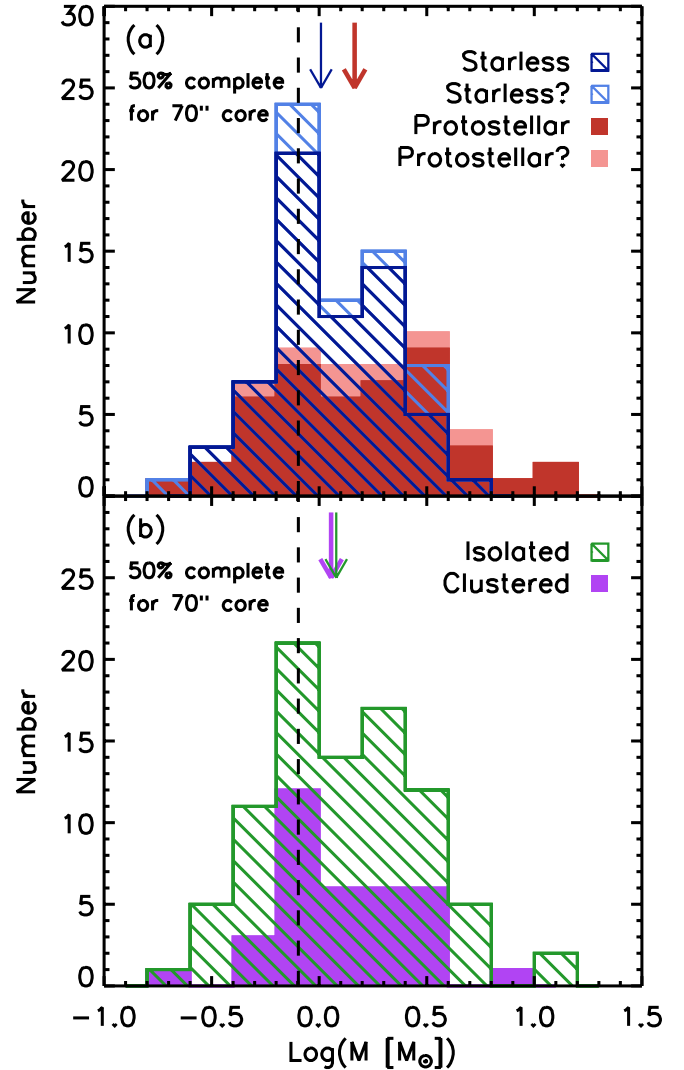 30
(a)
50% complete
for 70" core
Starless
Starless?
Protostellar
Protostellar?
25
20
15
10
5
0
Number
(b)
50% complete
for 70" core
Isolated
Clustered
25
20
15
10
5
0
Number
-1.0 -0.5 0.0 0.5 1.0 1.5
Log(M [M⊙])